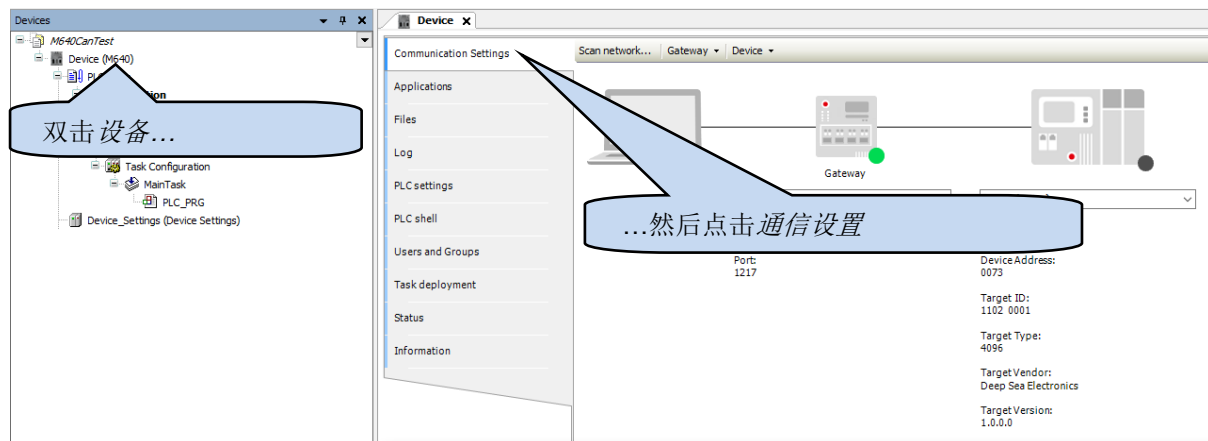 Devices
M640CanTest
Device (M640)
双击设备...
Task Configuration
MainTask
PLC_PRG
Device_Settings (Device Settings)
Device
Communication Settings
Applications
Files
Log
PLC settings
PLC shell
Users and Groups
Task deployment
Status
Information
Scan network... Gateway Device
Gateway
...然后点击通信设置
Port:
1217
Device Address:
0073
Target ID:
1102 0001
Target Type:
4096
Target Vendor:
Deep Sea Electronics
Target Version:
1.0.0.0